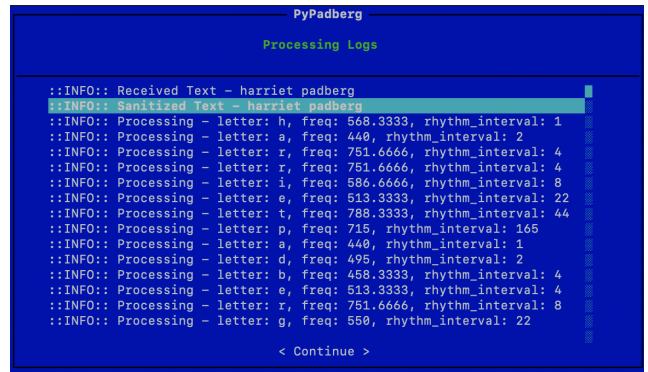 PyPadberg
Processing Logs
::INFO:: Received Text – harriet padberg
::INFO:: Sanitized Text – harriet padberg
::INFO:: Processing – letter: h, freq: 568.3333, rhythm_interval: 1
::INFO:: Processing – letter: a, freq: 440, rhythm_interval: 2
::INFO:: Processing – letter: r, freq: 751.6666, rhythm_interval: 4
::INFO:: Processing – letter: r, freq: 751.6666, rhythm_interval: 4
::INFO:: Processing – letter: i, freq: 586.6666, rhythm_interval: 8
::INFO:: Processing – letter: e, freq: 513.3333, rhythm_interval: 22
::INFO:: Processing – letter: t, freq: 788.3333, rhythm_interval: 44
::INFO:: Processing – letter: p, freq: 715, rhythm_interval: 165
::INFO:: Processing – letter: a, freq: 440, rhythm_interval: 1
::INFO:: Processing – letter: d, freq: 495, rhythm_interval: 2
::INFO:: Processing – letter: b, freq: 458.3333, rhythm_interval: 4
::INFO:: Processing – letter: e, freq: 513.3333, rhythm_interval: 4
::INFO:: Processing – letter: r, freq: 751.6666, rhythm_interval: 8
::INFO:: Processing – letter: g, freq: 550, rhythm_interval: 22
< Continue >